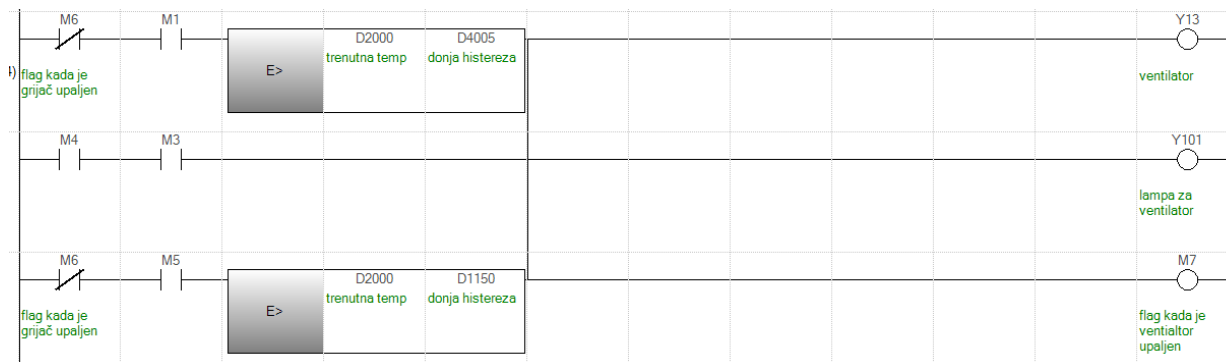 M6 M1 D2000 D4005 Y13
E> trenutna temp donja histereza
4) flag kada je
grijač upaljen
ventilator
M4 M3 Y101
lampa za
ventilator
M6 M5 D2000 D1150 M7
E> trenutna temp donja histereza
flag kada je
grijač upaljen
flag kada je
ventialtor
upaljen